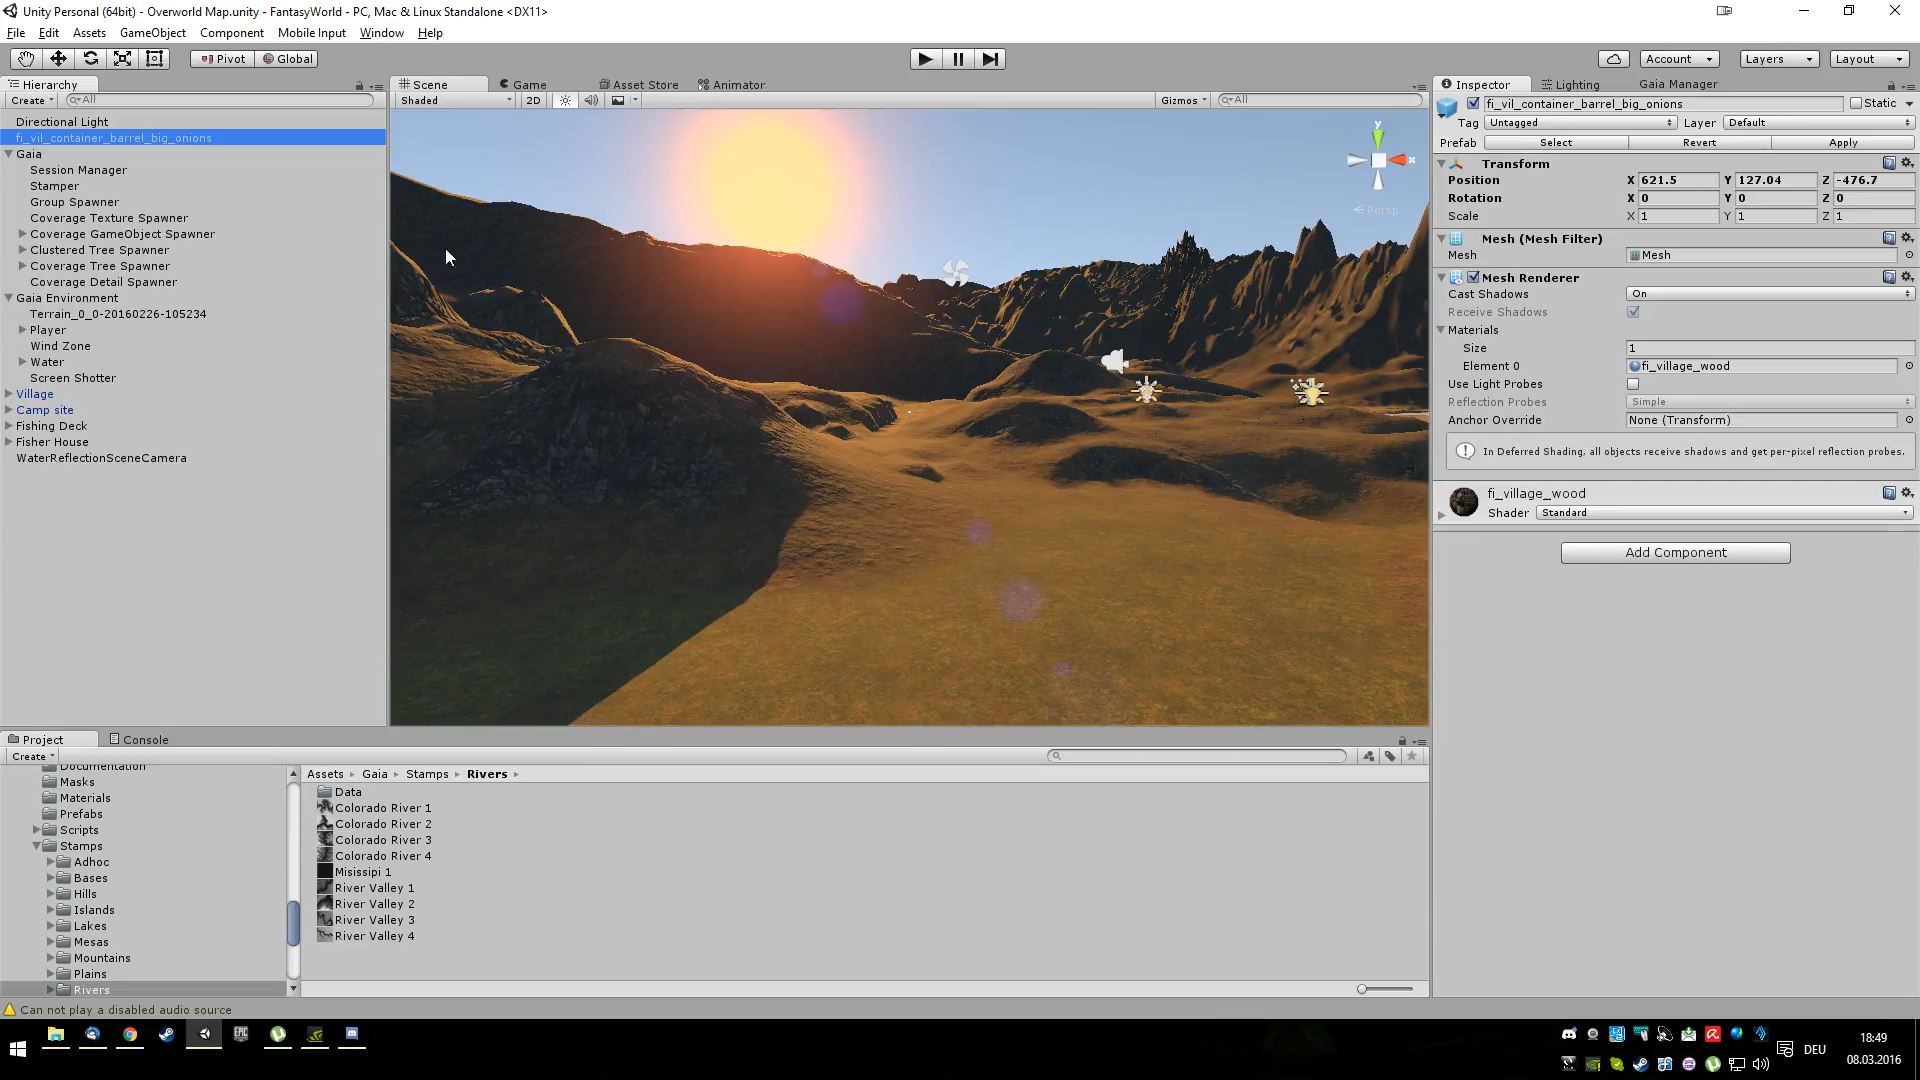 Unity Personal (64bit) - Overworld Map.unity - FantasyWorld - PC, Mac & Linux Standalone <DX11>
File Edit Assets GameObject Component Mobile Input Window Help
Pivot Global Account Layers Layout
Hierarchy
Create All
Directional Light
fi_vil_container_barrel_big_onions
Gaia
Session Manager
Stamper
Group Spawner
Coverage Texture Spawner
Coverage GameObject Spawner
Clustered Tree Spawner
Coverage Tree Spawner
Coverage Detail Spawner
Gaia Environment
Terrain_0_0-20160226-105234
Player
Wind Zone
Water
Screen Shotter
Village
Camp site
Fishing Deck
Fisher House
WaterReflectionSceneCamera
Scene Game Asset Store Animator
Shaded 2D Gizmos All
y
x
Persp
Inspector Lighting Gaia Manager
fi_vil_container_barrel_big_onions Static
Tag Untagged Layer Default
Prefab Select Revert Apply
Transform
Position X 621.5 Y 127.04 Z -476.7
Rotation X 0 Y 0 Z 0
Scale X 1 Y 1 Z 1
Mesh (Mesh Filter)
Mesh Mesh
Mesh Renderer
Cast Shadows On
Receive Shadows
Materials
Size 1
Element 0 fi_village_wood
Use Light Probes
Reflection Probes Simple
Anchor Override None (Transform)
In Deferred Shading, all objects receive shadows and get per-pixel reflection probes.
fi_village_wood
Shader Standard
Add Component
Project Console
Create
Documentation
Masks
Materials
Prefabs
Scripts
Stamps
Adhoc
Bases
Hills
Islands
Lakes
Mesas
Mountains
Plains
Rivers
Assets Gaia Stamps Rivers
Data
Colorado River 1
Colorado River 2
Colorado River 3
Colorado River 4
Misissipi 1
River Valley 1
River Valley 2
River Valley 3
River Valley 4
Can not play a disabled audio source
EPIC
DEU
18:49
08.03.2016